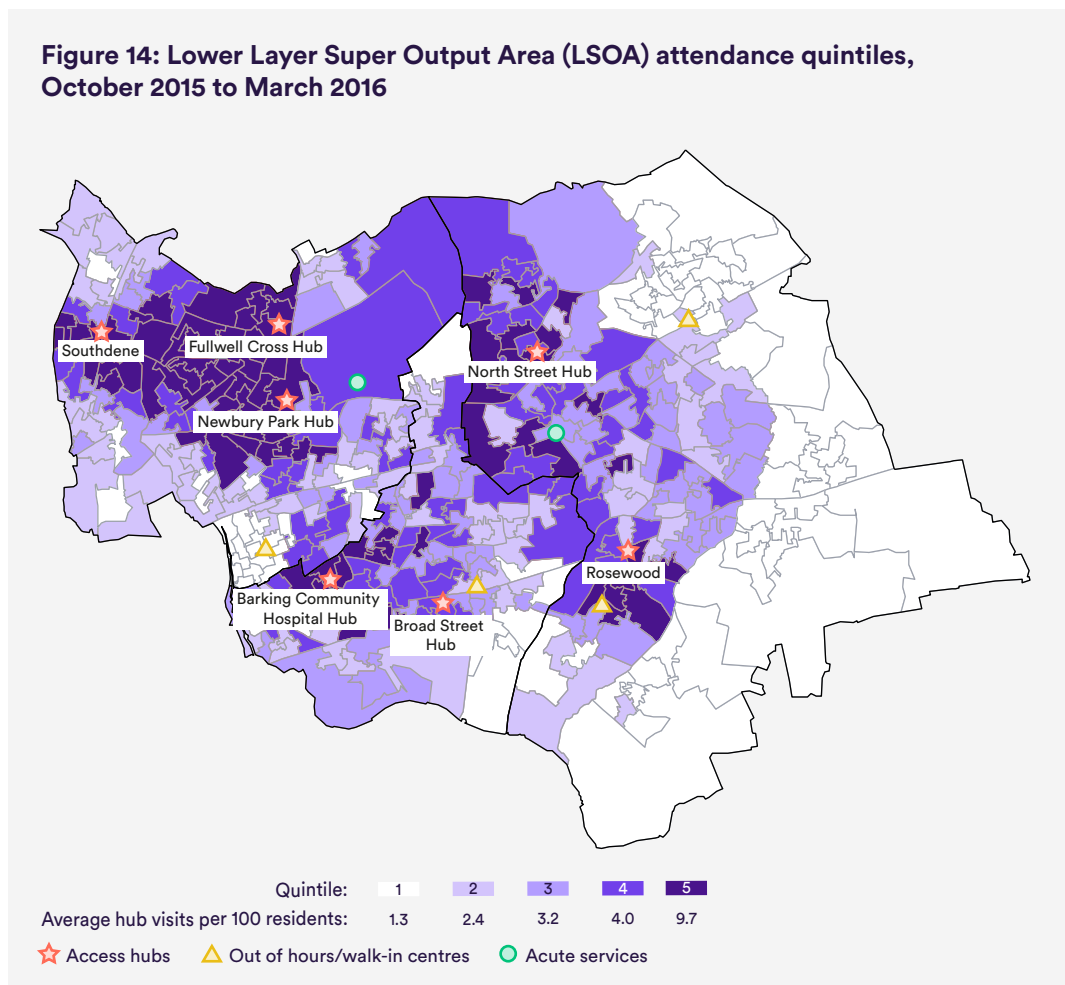 Figure 14: Lower Layer Super Output Area (LSOA) attendance quintiles,
October 2015 to March 2016
Southdene
Fullwell Cross Hub
North Street Hub
Newbury Park Hub
Rosewood
Barking Community
Hospital Hub
Broad Street
Hub
Quintile: 1 2 3 4 5
Average hub visits per 100 residents: 1.3 2.4 3.2 4.0 9.7
Access hubs Out of hours/walk-in centres Acute services